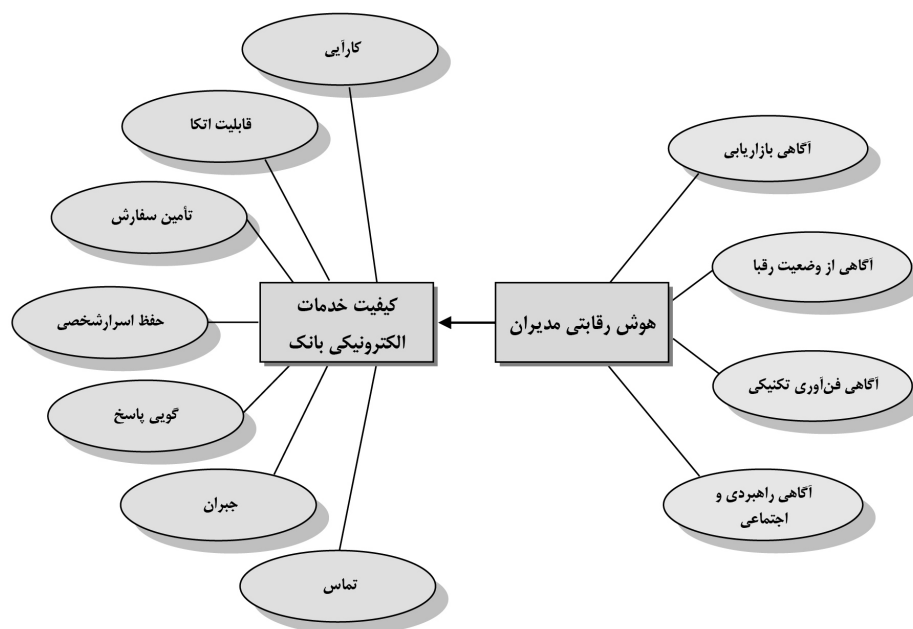 کارآیی
قابلیت اتکا
تأمین سفارش
حفظ اسرارشخصی
گویی پاسخ
جبران
تماس
کیفیت خدمات
الکترونیکی بانک
هوش رقابتی مدیران
آگاهی بازاریابی
آگاهی از وضعیت رقبا
آگاهی فن‌آوری تکنیکی
آگاهی راهبردی و
اجتماعی